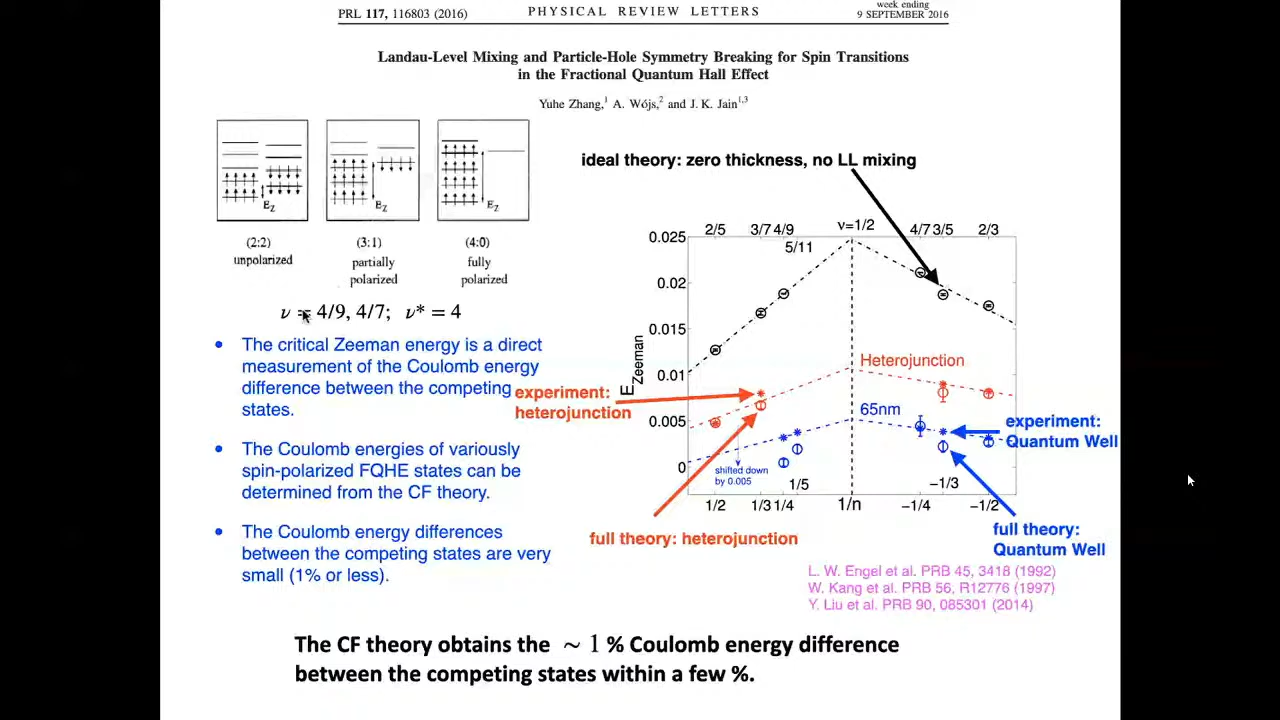 PRL 117, 116803 (2016)
PHYSICAL REVIEW LETTERS
week ending
9 SEPTEMBER 2016
Landau-Level Mixing and Particle-Hole Symmetry Breaking for Spin Transitions
in the Fractional Quantum Hall Effect
Yuhe Zhang,1 A. Wójs,2 and J. K. Jain1,3
EZ
EZ
EZ
(2:2)
unpolarized
(3:1)
partially
polarized
(4:0)
fully
polarized
ν = 4/9, 4/7; ν* = 4
• The critical Zeeman energy is a direct
measurement of the Coulomb energy
difference between the competing
states.
• The Coulomb energies of variously
spin-polarized FQHE states can be
determined from the CF theory.
• The Coulomb energy differences
between the competing states are very
small (1% or less).
ideal theory: zero thickness, no LL mixing
2/5
3/7
4/9
5/11
ν=1/2
4/7
3/5
2/3
0.025
0.02
0.015
0.01
0.005
0
EZeeman
Heterojunction
65nm
experiment:
heterojunction
experiment:
Quantum Well
shifted down
by 0.005
1/5
−1/3
1/2
1/3
1/4
1/n
−1/4
−1/2
full theory: heterojunction
full theory:
Quantum Well
L. W. Engel et al. PRB 45, 3418 (1992)
W. Kang et al. PRB 56, R12776 (1997)
Y. Liu et al. PRB 90, 085301 (2014)
The CF theory obtains the ∼ 1 % Coulomb energy difference
between the competing states within a few %.